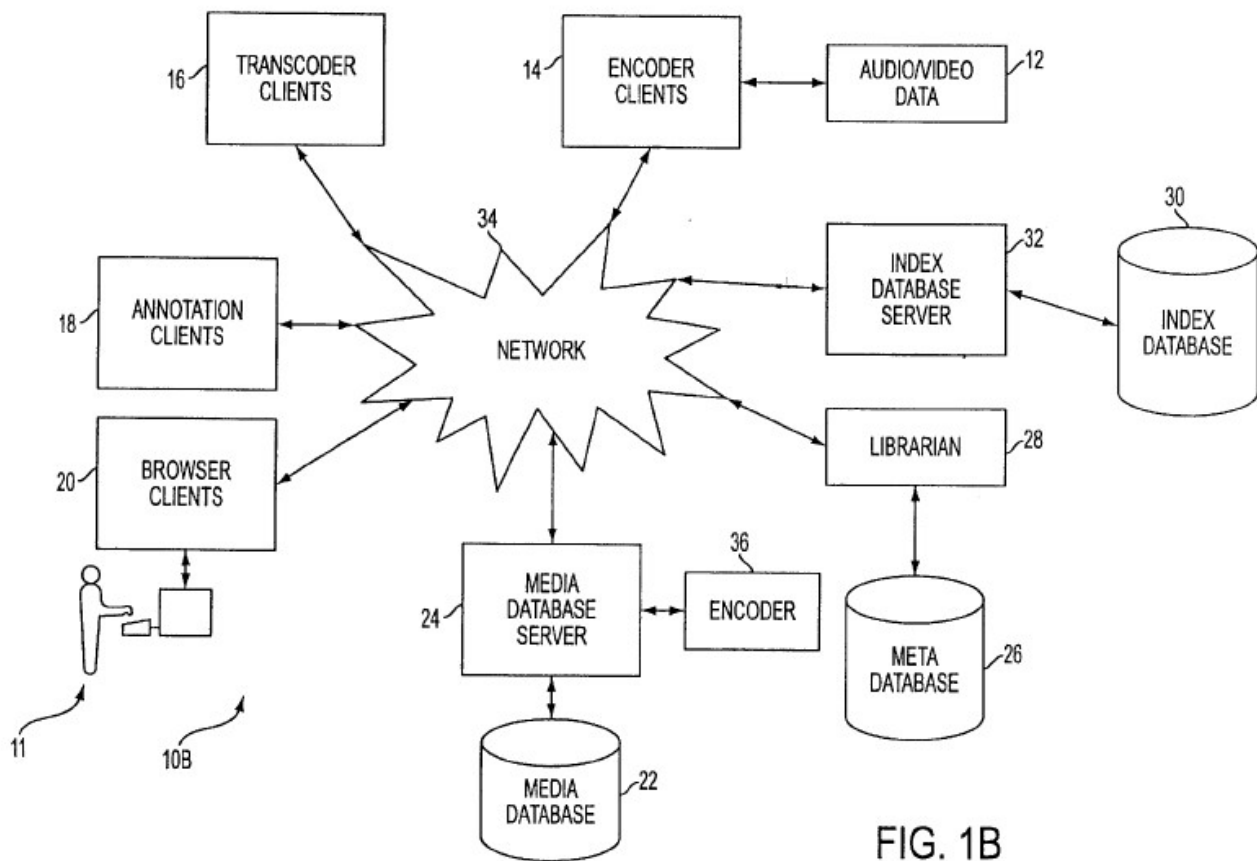 16
TRANSCODER
CLIENTS
14
ENCODER
CLIENTS
AUDIO/VIDEO
DATA
12
34
30
32
INDEX
DATABASE
SERVER
INDEX
DATABASE
18
ANNOTATION
CLIENTS
NETWORK
LIBRARIAN
28
20
BROWSER
CLIENTS
24
MEDIA
DATABASE
SERVER
36
ENCODER
META
DATABASE
26
11
10B
MEDIA
DATABASE
22
FIG. 1B